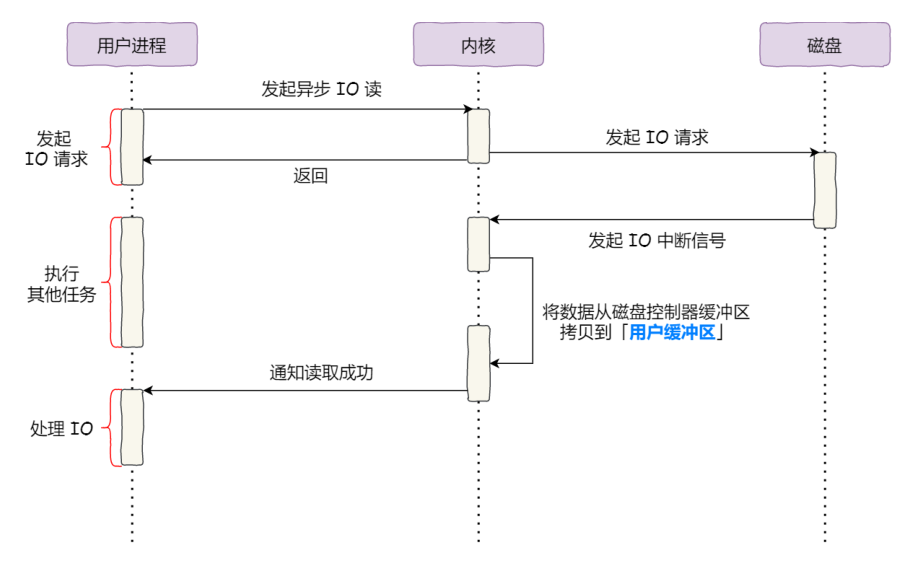 用户进程
内核
磁盘
发起异步 IO 读
发起
IO 请求
发起 IO 请求
返回
发起 IO 中断信号
执行
其他任务
将数据从磁盘控制器缓冲区
拷贝到「用户缓冲区」
通知读取成功
处理 IO